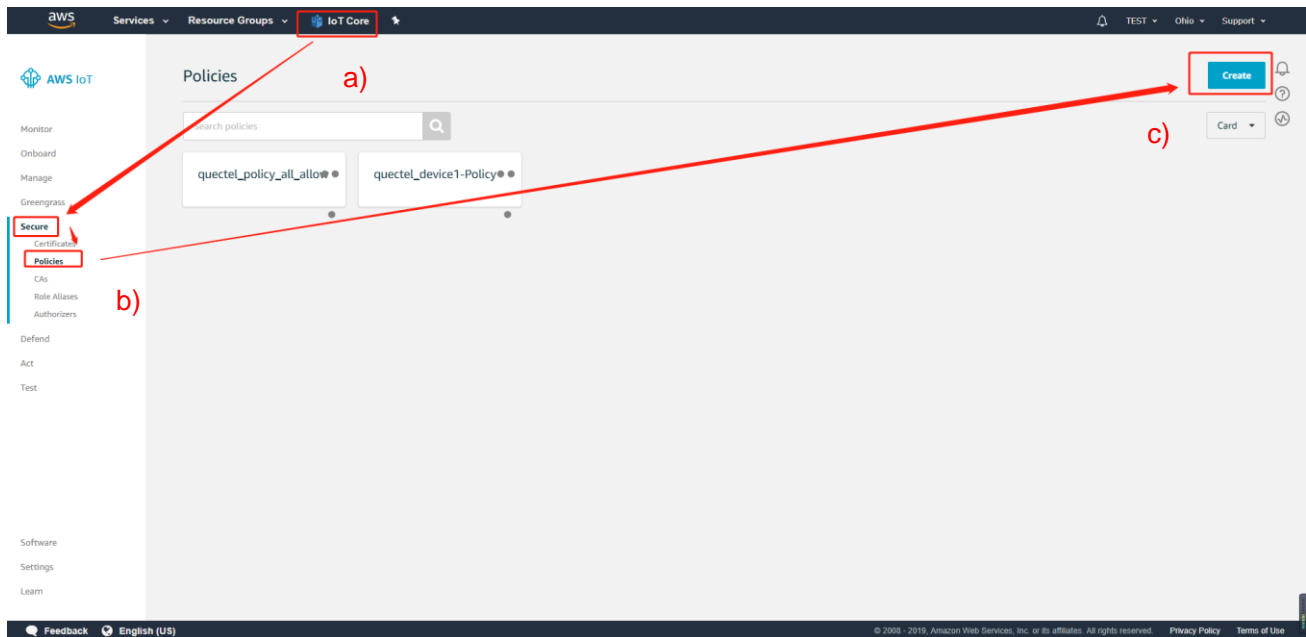 aws Services Resource Groups IoT Core TEST Ohio Support
AWS IoT
Policies
a)
Create
Monitor
Onboard
Manage
Greengrass
Secure
Certificates
Policies
CAs
Role Aliases
Authorizers
Defend
Act
Test
Software
Settings
Learn
b)
search policies
Card
c)
quectel_policy_all_allow
quectel_device1-Policy
Feedback English (US)
© 2008 - 2019, Amazon Web Services, Inc. or its affiliates. All rights reserved. Privacy Policy Terms of Use